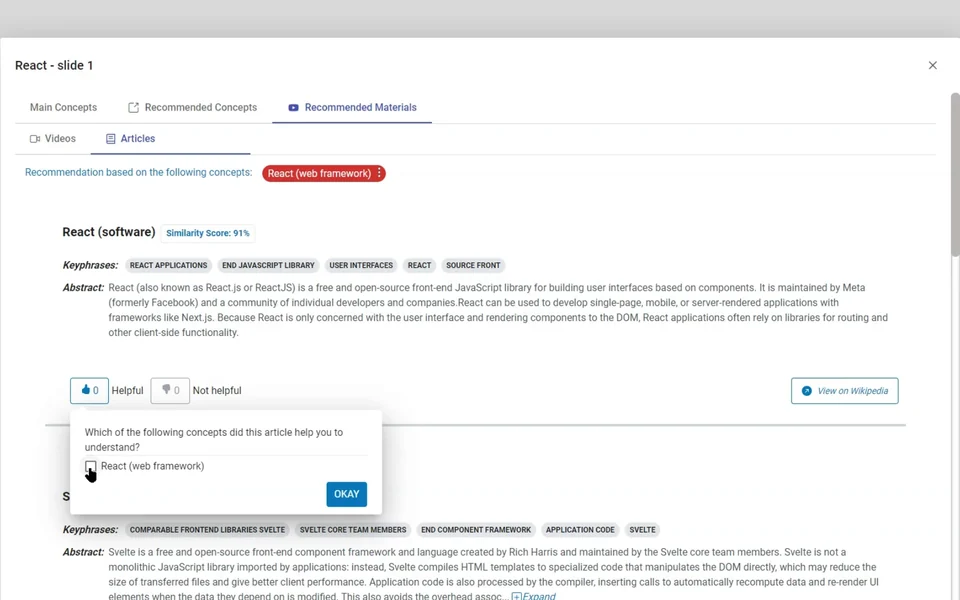 React - slide 1
Main Concepts Recommended Concepts Recommended Materials
Videos Articles
Recommendation based on the following concepts: React (web framework)
React (software) Similarity Score: 91%
Keyphrases: REACT APPLICATIONS END JAVASCRIPT LIBRARY USER INTERFACES REACT SOURCE FRONT
Abstract: React (also known as React.js or ReactJS) is a free and open-source front-end JavaScript library for building user interfaces based on components. It is maintained by Meta
(formerly Facebook) and a community of individual developers and companies.React can be used to develop single-page, mobile, or server-rendered applications with
frameworks like Next.js. Because React is only concerned with the user interface and rendering components to the DOM, React applications often rely on libraries for routing and
other client-side functionality.
0 Helpful 0 Not helpful View on Wikipedia
Which of the following concepts did this article help you to
understand?
React (web framework)
OKAY
S
Keyphrases: COMPARABLE FRONTEND LIBRARIES SVELTE SVELTE CORE TEAM MEMBERS END COMPONENT FRAMEWORK APPLICATION CODE SVELTE
Abstract: Svelte is a free and open-source front-end component framework and language created by Rich Harris and maintained by the Svelte core team members. Svelte is not a
monolithic JavaScript library imported by applications: instead, Svelte compiles HTML templates to specialized code that manipulates the DOM directly, which may reduce the
size of transferred files and give better client performance. Application code is also processed by the compiler, inserting calls to automatically recompute data and re-render UI
elements when the data they depend on is modified. This also avoids the overhead assoc... Expand